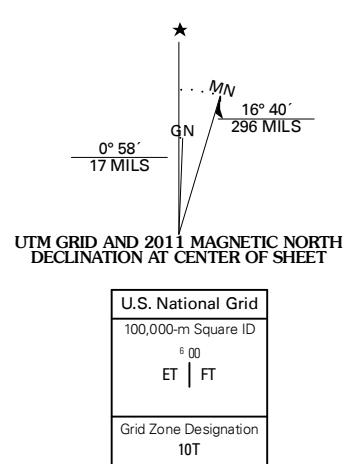 ★
MN
16° 40´
296 MILS
GN
0° 58´
17 MILS
UTM GRID AND 2011 MAGNETIC NORTH
DECLINATION AT CENTER OF SHEET
U.S. National Grid
100,000-m Square ID
6 00
ET FT
Grid Zone Designation
10T